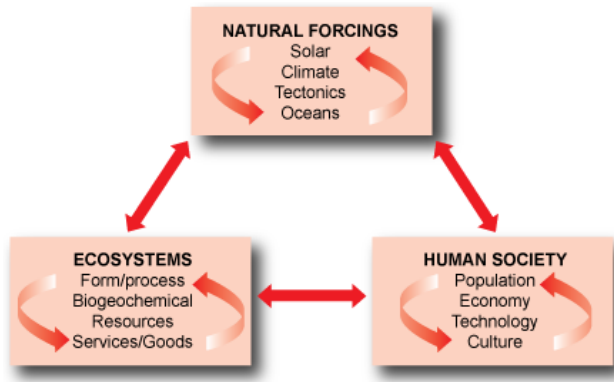 NATURAL FORCINGS
Solar
Climate
Tectonics
Oceans
ECOSYSTEMS
Form/process
Biogeochemical
Resources
Services/Goods
HUMAN SOCIETY
Population
Economy
Technology
Culture